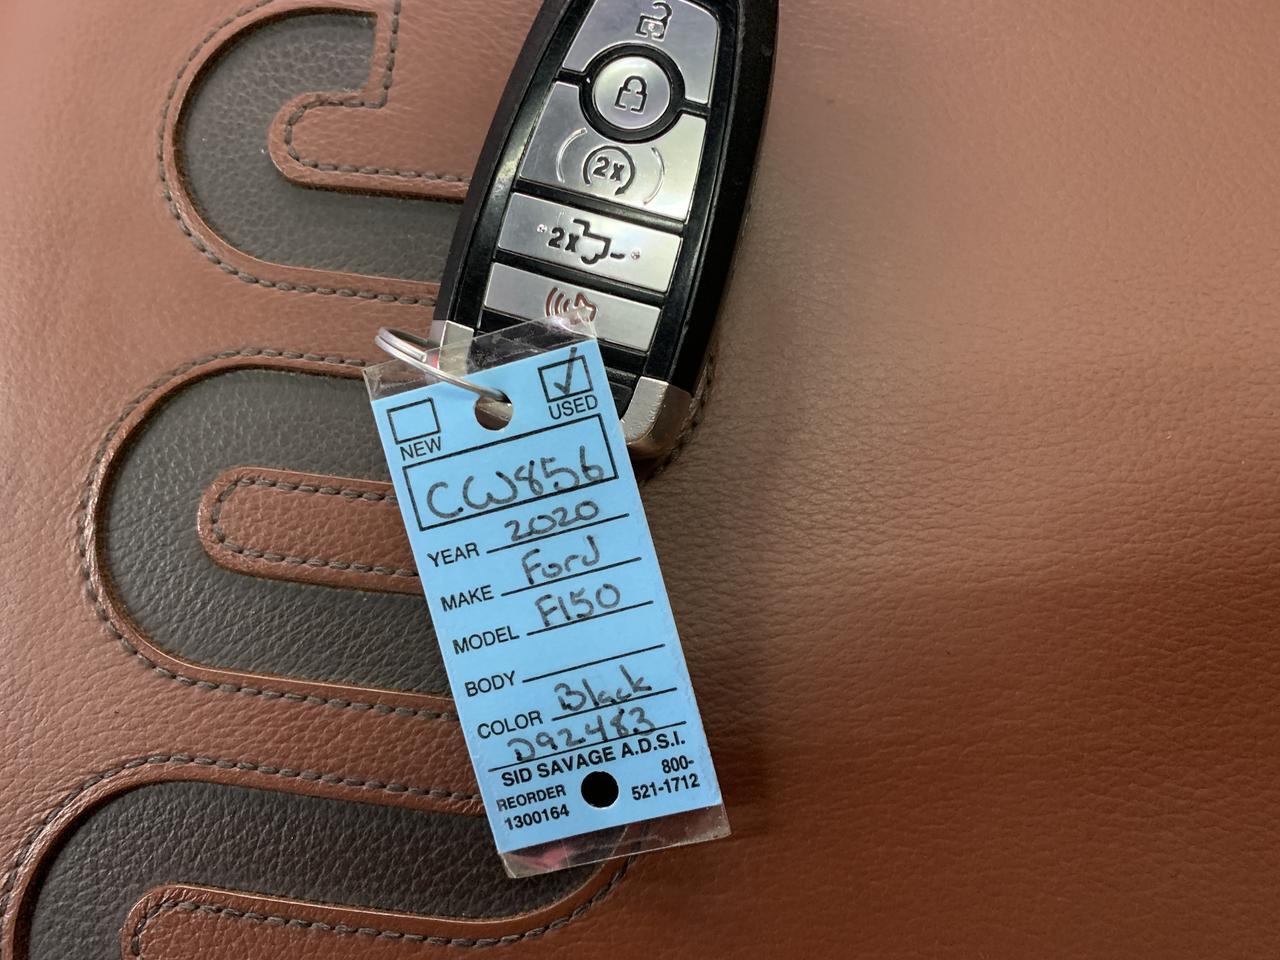 2x
2x
NEW
USED
CW856
YEAR 2020
MAKE Ford
MODEL F150
BODY
COLOR Black
D92483
SID SAVAGE A.D.S.I.
REORDER 800-
1300164 521-1712